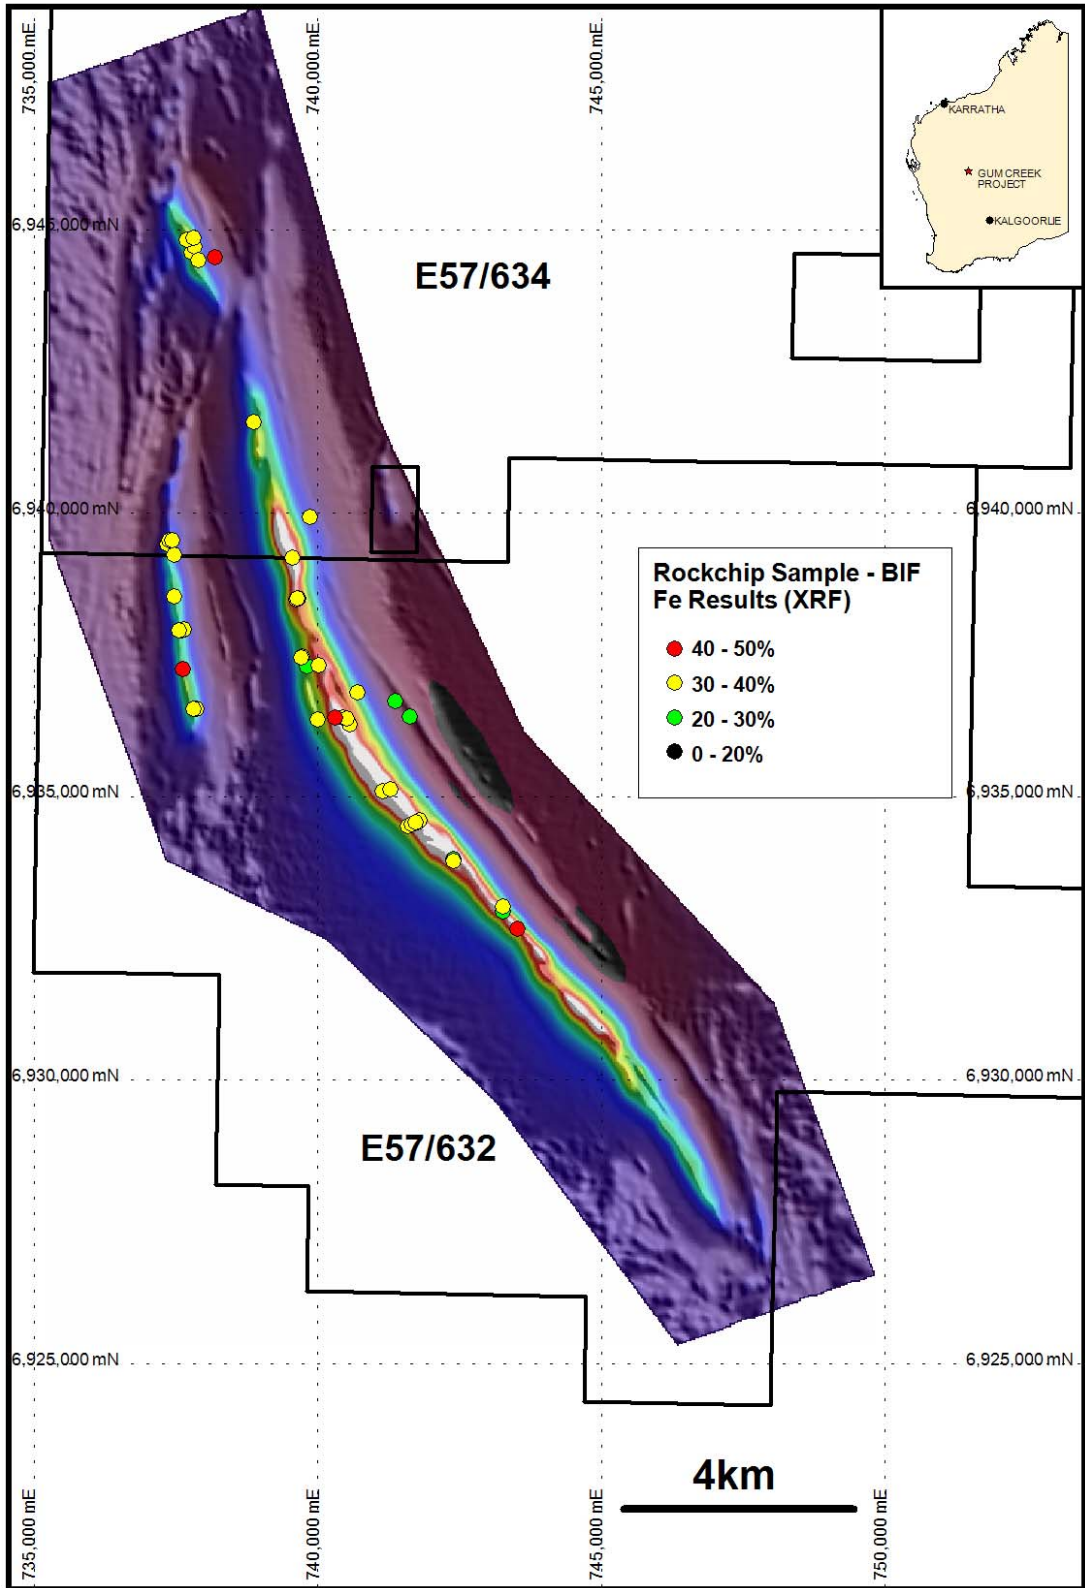 735,000 mE
740,000 mE
745,000 mE
KARRATHA
GUM CREEK
PROJECT
KALGOORLIE
6,945,000 mN
E57/634
6,940,000 mN
6,940,000 mN
Rockchip Sample - BIF
Fe Results (XRF)
40 - 50%
30 - 40%
20 - 30%
0 - 20%
6,935,000 mN
6,935,000 mN
6,930,000 mN
6,930,000 mN
E57/632
6,925,000 mN
6,925,000 mN
4km
735,000 mE
740,000 mE
745,000 mE
750,000 mE